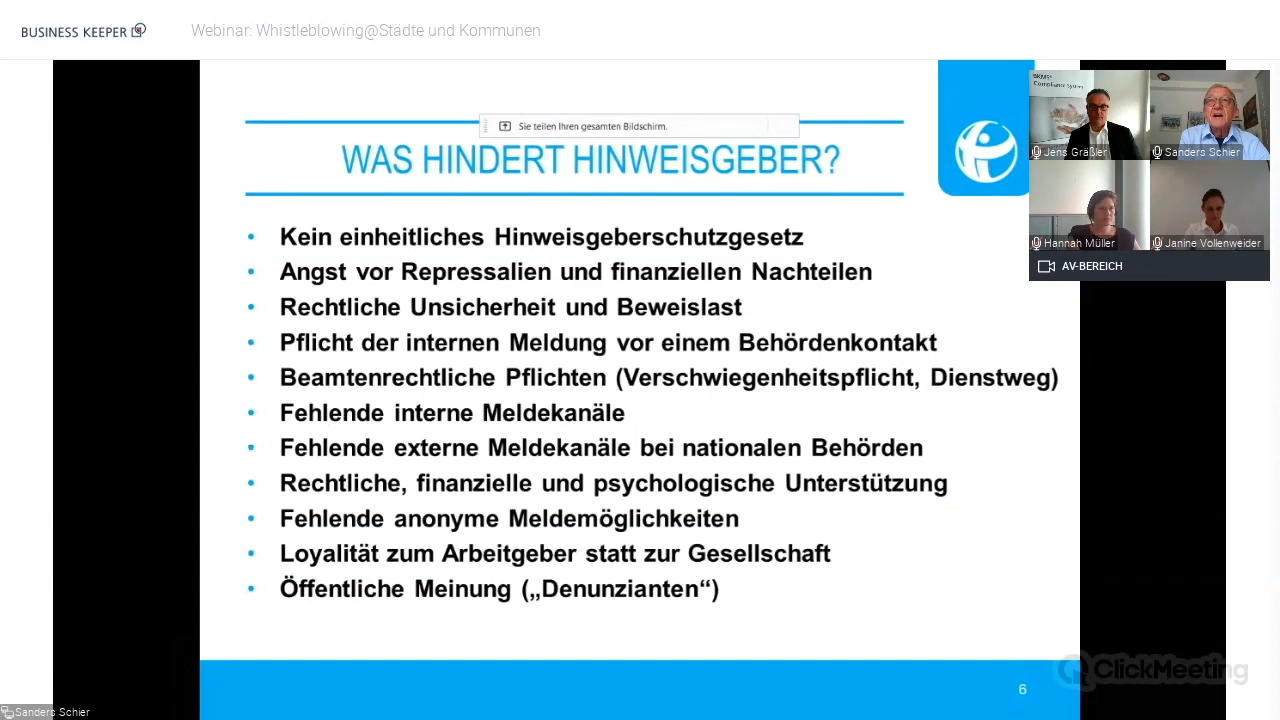 BUSINESS KEEPER
Webinar: Whistleblowing@Städte und Kommunen
Sie teilen Ihren gesamten Bildschirm.
WAS HINDERT HINWEISGEBER?
• Kein einheitliches Hinweisgeberschutzgesetz
• Angst vor Repressalien und finanziellen Nachteilen
• Rechtliche Unsicherheit und Beweislast
• Pflicht der internen Meldung vor einem Behördenkontakt
• Beamtenrechtliche Pflichten (Verschwiegenheitspflicht, Dienstweg)
• Fehlende interne Meldekanäle
• Fehlende externe Meldekanäle bei nationalen Behörden
• Rechtliche, finanzielle und psychologische Unterstützung
• Fehlende anonyme Meldemöglichkeiten
• Loyalität zum Arbeitgeber statt zur Gesellschaft
• Öffentliche Meinung („Denunzianten“)
6
BKMS®
Compliance System
Jens Gräßler
Sanders Schier
Hannah Müller
Janine Vollenweider
AV-BEREICH
ClickMeeting
Sanders Schier